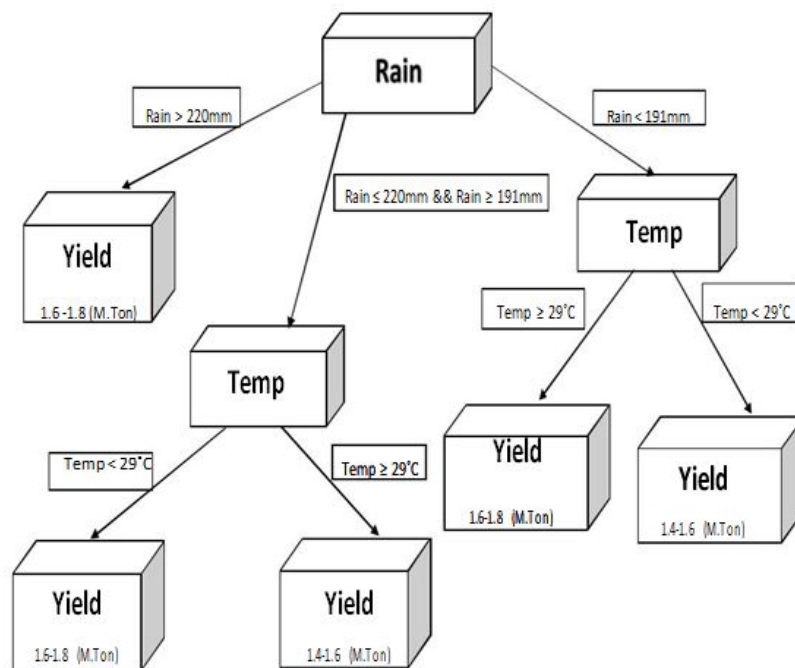 Rain
Rain > 220mm
Rain < 191mm
Rain ≤ 220mm && Rain ≥ 191mm
Yield
1.6 -1.8 (M.Ton)
Temp
Temp ≥ 29˚C
Temp < 29˚C
Temp
Temp < 29˚C
Temp ≥ 29˚C
Yield
1.6-1.8 (M.Ton)
Yield
1.4-1.6 (M.Ton)
Yield
1.6-1.8 (M.Ton)
Yield
1.4-1.6 (M.Ton)